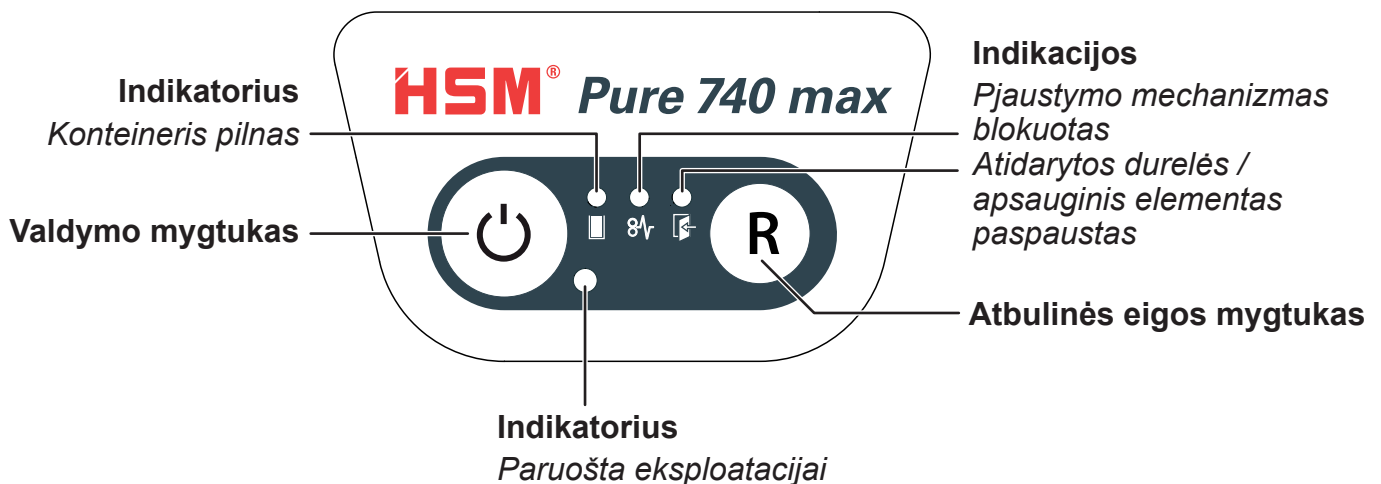 HSM® Pure 740 max
Indikatorius
Konteineris pilnas
Valdymo mygtukas
Indikacijos
Pjaustymo mechanizmas
blokuotas
Atidarytos durelės /
apsauginis elementas
paspaustas
R
Atbulinės eigos mygtukas
Indikatorius
Paruošta eksploatacijai